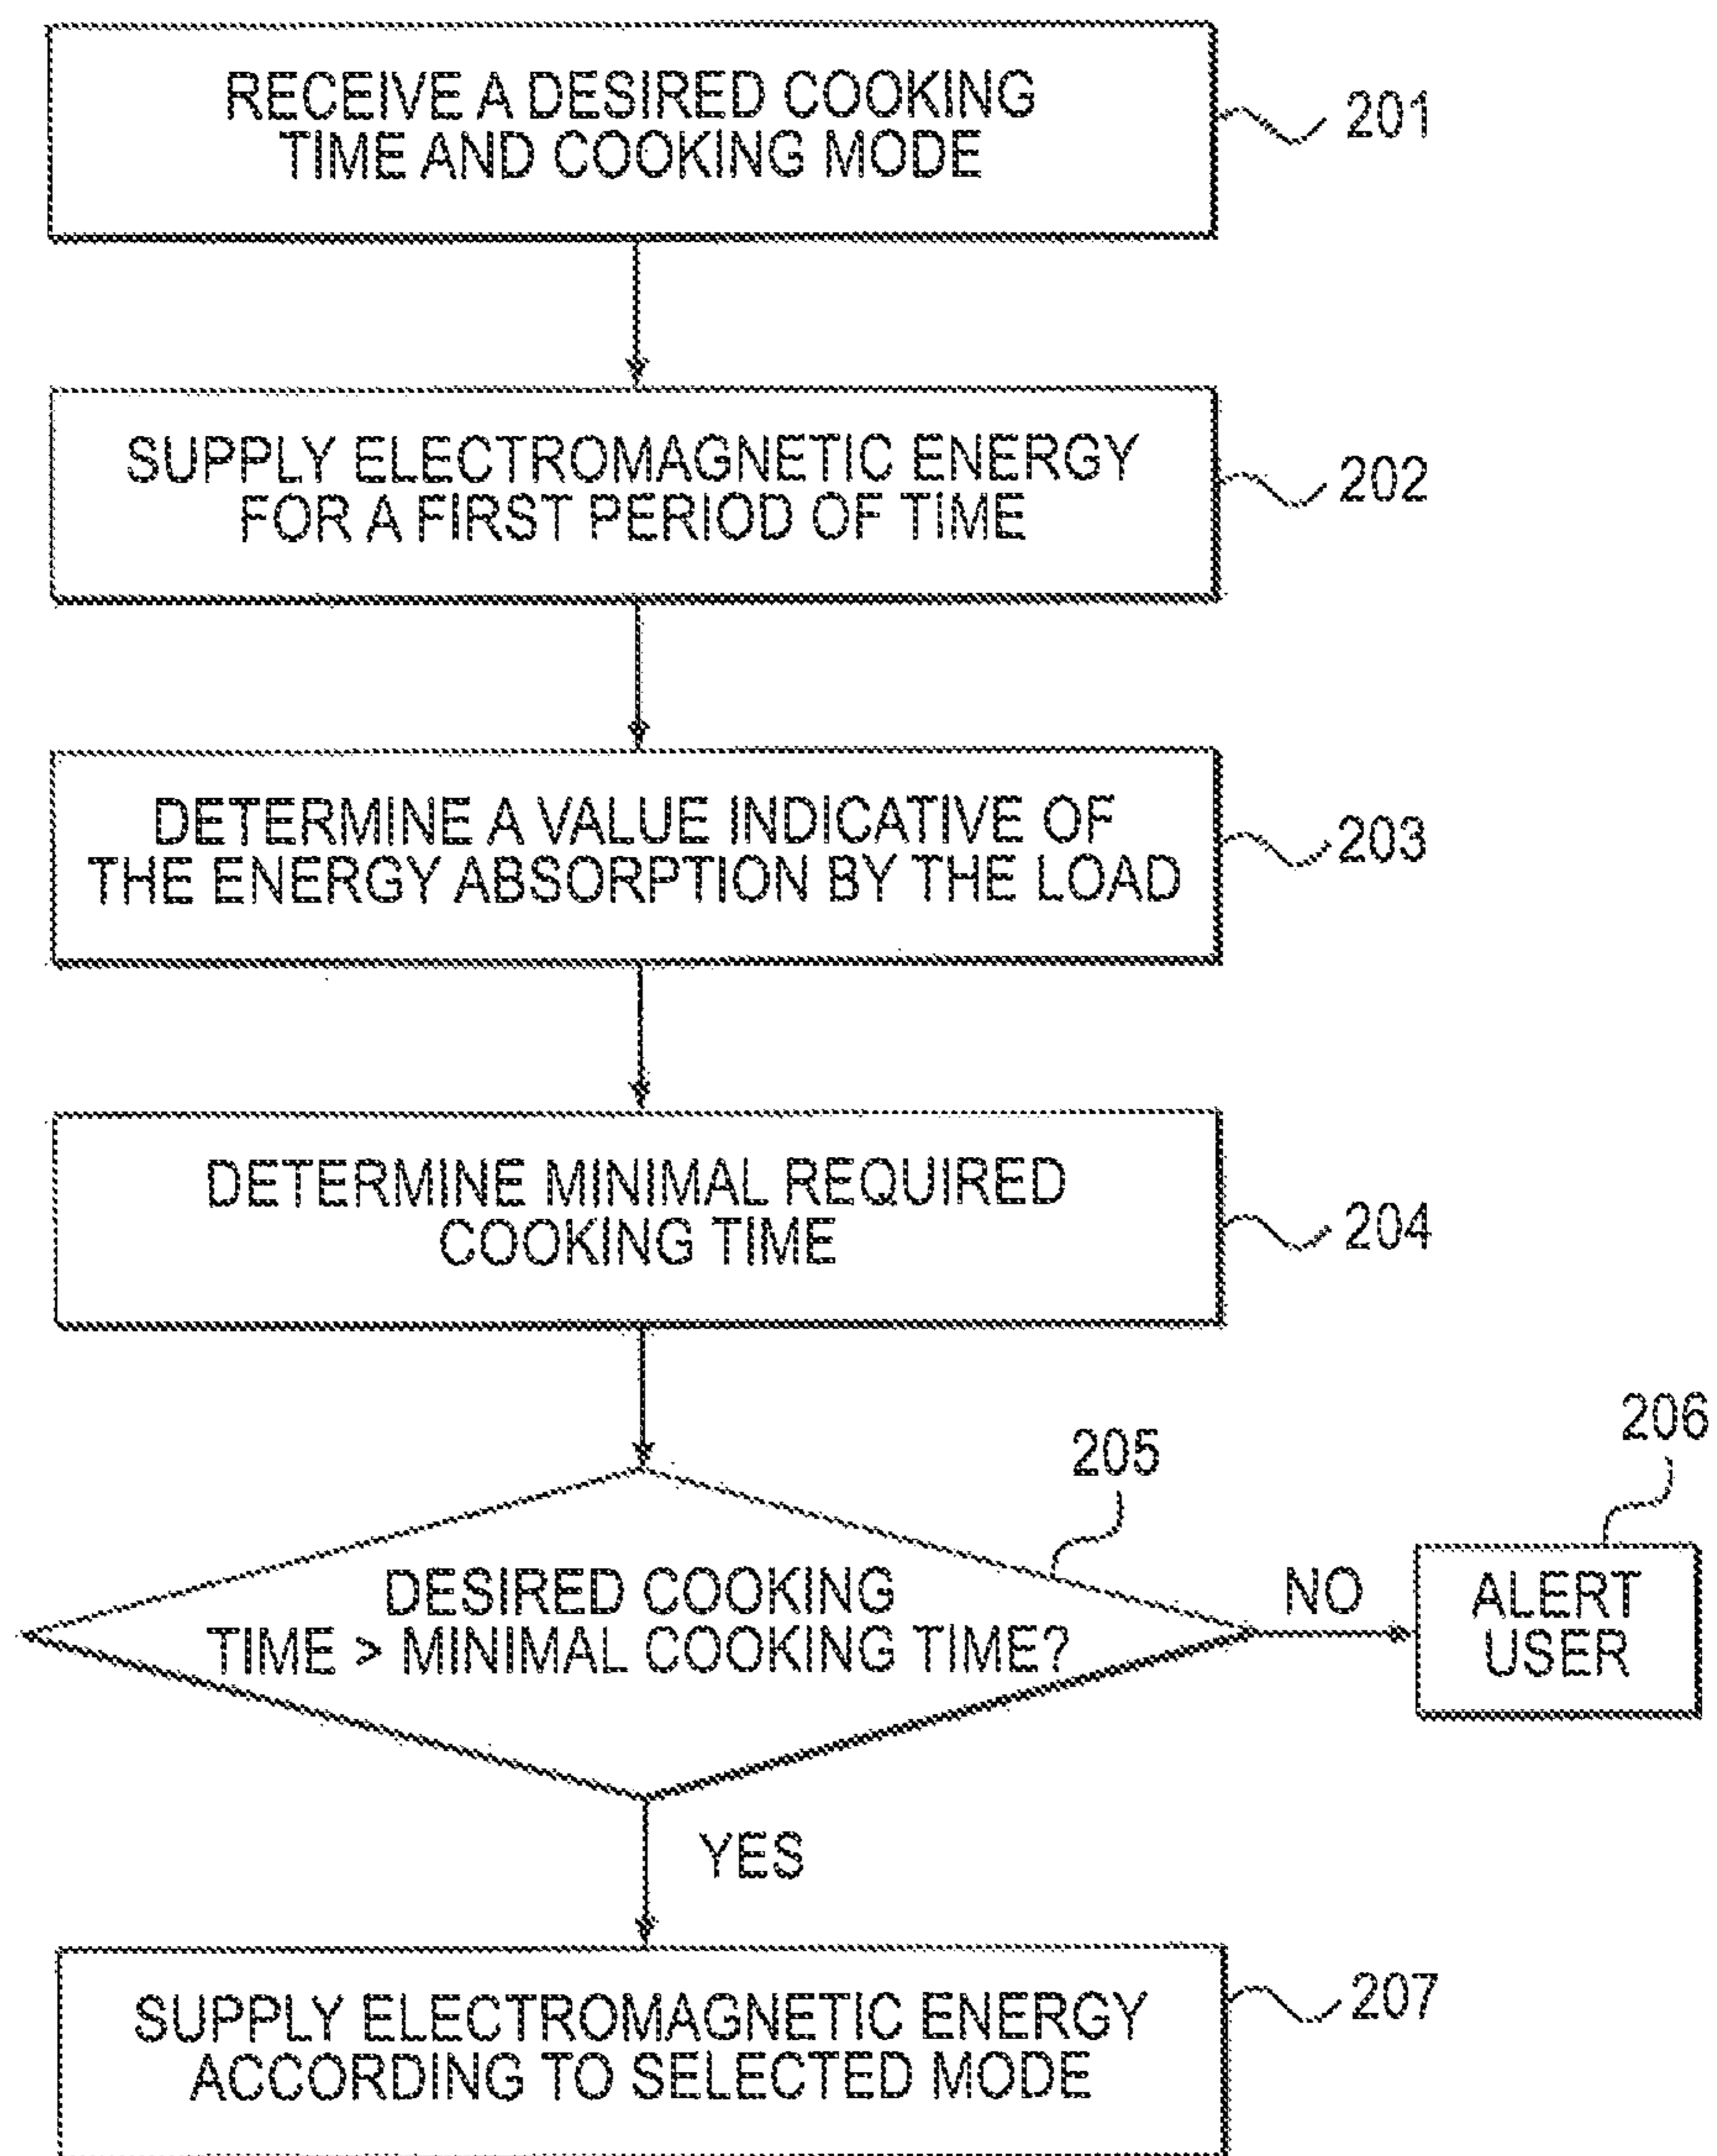 RECEIVE A DESIRED COOKING
TIME AND COOKING MODE
201
SUPPLY ELECTROMAGNETIC ENERGY
FOR A FIRST PERIOD OF TIME
202
DETERMINE A VALUE INDICATIVE OF
THE ENERGY ABSORPTION BY THE LOAD
203
DETERMINE MINIMAL REQUIRED
COOKING TIME
204
205
DESIRED COOKING
TIME > MINIMAL COOKING TIME?
NO
206
ALERT
USER
YES
SUPPLY ELECTROMAGNETIC ENERGY
ACCORDING TO SELECTED MODE
207